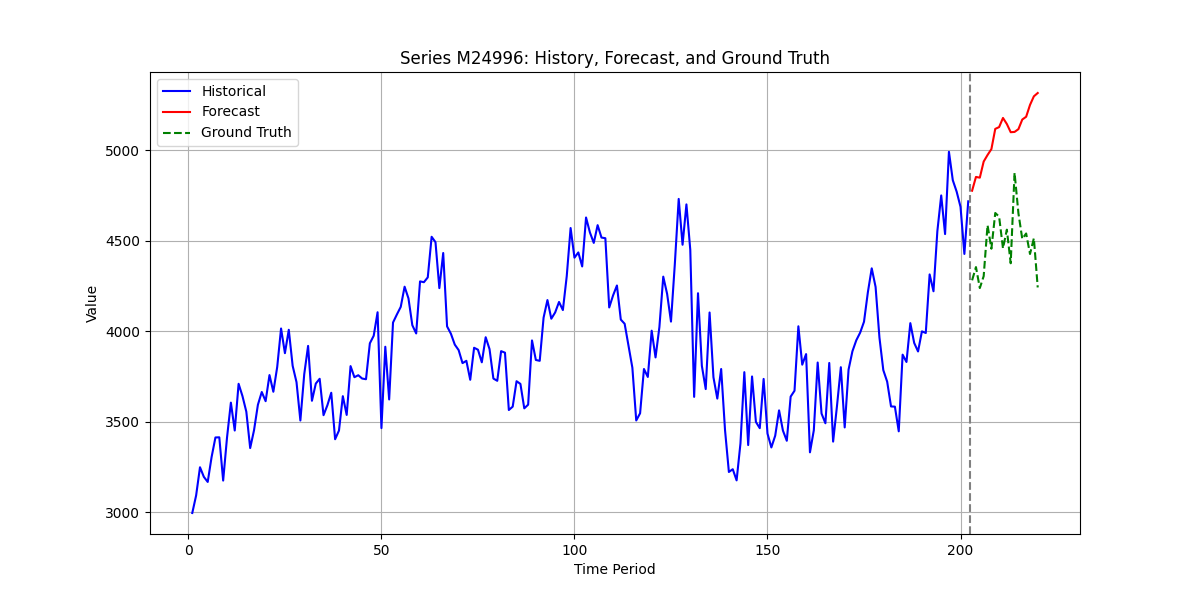 Series M24996: History, Forecast, and Ground Truth
Historical
Forecast
Ground Truth
5000
4500
4000
3500
3000
Value
0 50 100 150 200
Time Period